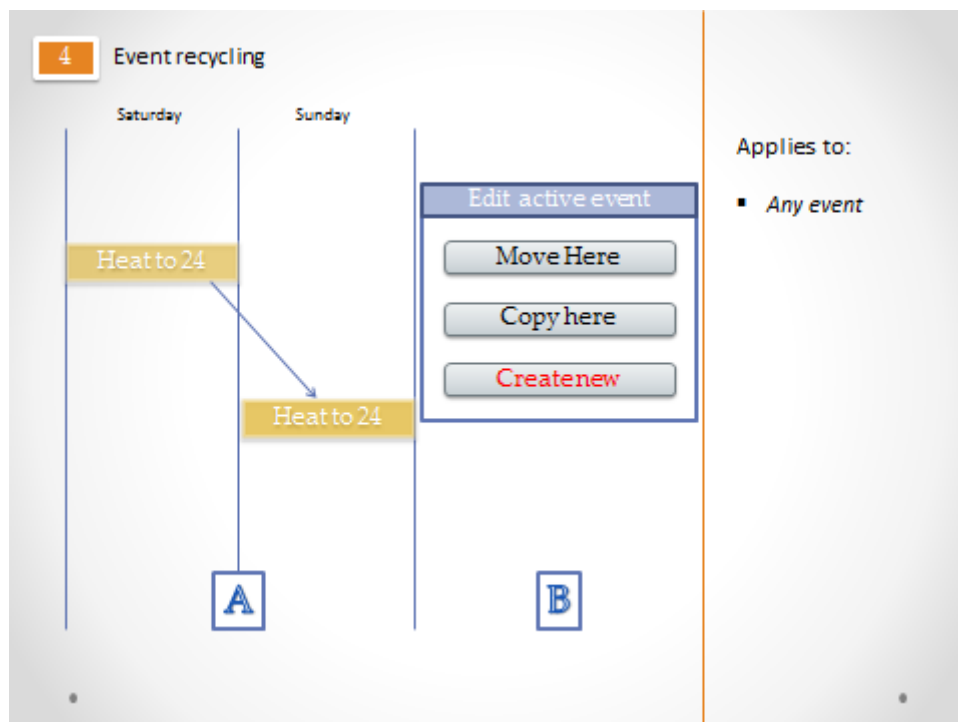 4 Event recycling
Saturday Sunday
Applies to:
▪ Any event
Edit active event
Heat to 24
Move Here
Copy here
Create new
Heat to 24
A B